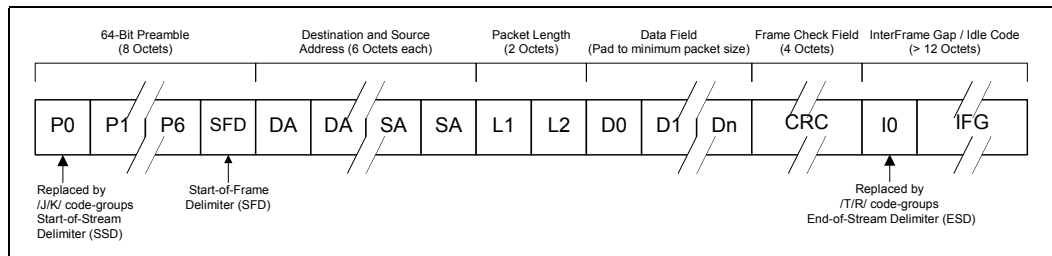 64-Bit Preamble
(8 Octets)
Destination and Source
Address (6 Octets each)
Packet Length
(2 Octets)
Data Field
(Pad to minimum packet size)
Frame Check Field
(4 Octets)
InterFrame Gap / Idle Code
(> 12 Octets)
P0 P1 P6 SFD DA DA SA SA L1 L2 D0 D1 Dn CRC I0 IFG
Replaced by
/J/K/ code-groups
Start-of-Stream
Delimiter (SSD)
Start-of-Frame
Delimiter (SFD)
Replaced by
/T/R/ code-groups
End-of-Stream Delimiter (ESD)